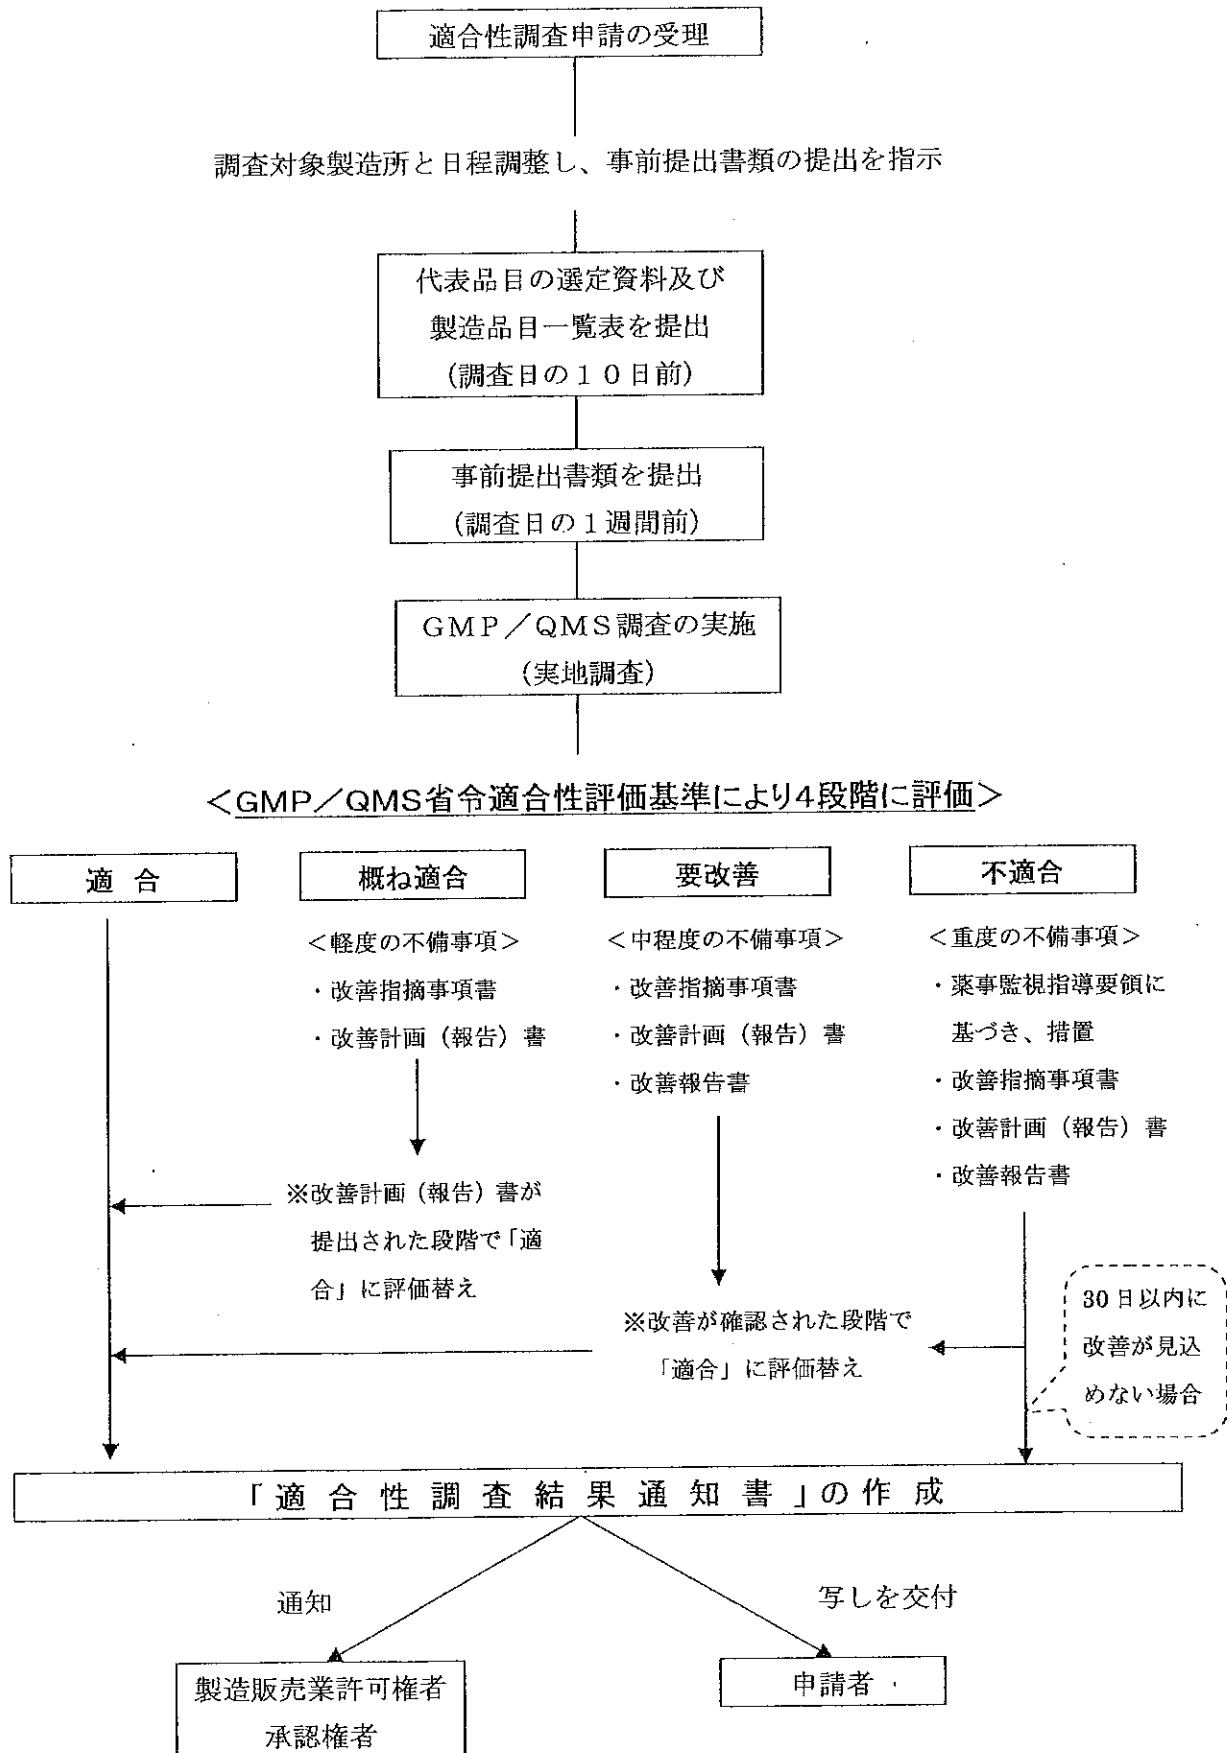 適合性調査申請の受理
調査対象製造所と日程調整し、事前提出書類の提出を指示
代表品目の選定資料及び
製造品目一覧表を提出
(調査日の10日前)
事前提出書類を提出
(調査日の1週間前)
GMP/QMS調査の実施
(実地調査)
<GMP/QMS省令適合性評価基準により4段階に評価>
適合
概ね適合
<軽度の不備事項>
・改善指摘事項書
・改善計画(報告)書
※改善計画(報告)書が
提出された段階で「適
合」に評価替え
要改善
<中程度の不備事項>
・改善指摘事項書
・改善計画(報告)書
・改善報告書
※改善が確認された段階で
「適合」に評価替え
不適合
<重度の不備事項>
・薬事監視指導要領に
基づき、措置
・改善指摘事項書
・改善計画(報告)書
・改善報告書
30日以内に
改善が見込
めない場合
「適合性調査結果通知書」の作成
通知
写しを交付
製造販売業許可権者
承認権者
申請者